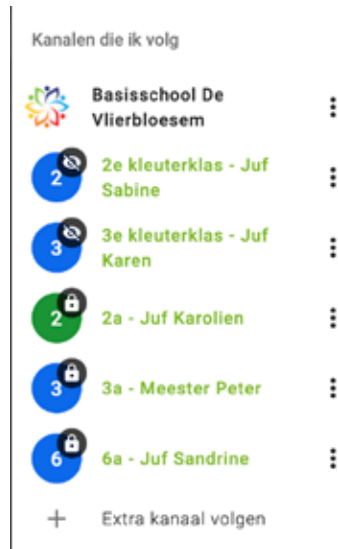 Kanalen die ik volg
Basisschool De
Vlierbloesem
2
2e kleuterklas - Juf
Sabine
3
3e kleuterklas - Juf
Karen
2
2a - Juf Karolien
3
3a - Meester Peter
6
6a - Juf Sandrine
+ Extra kanaal volgen